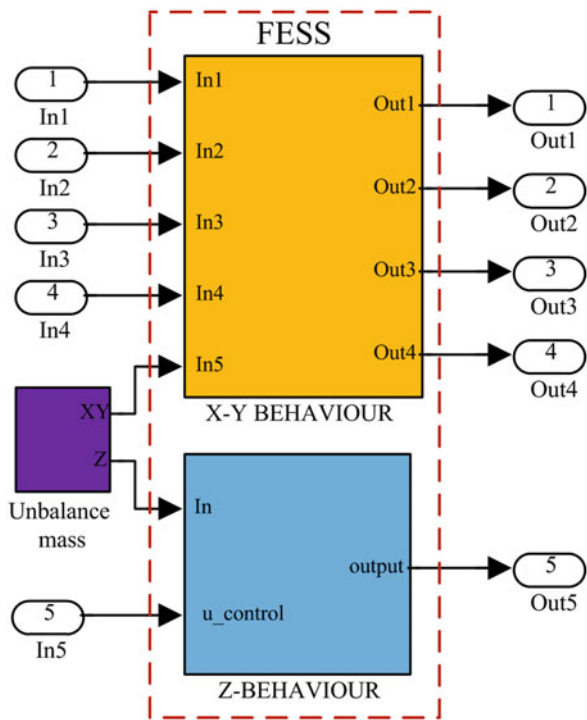 FESS
1
In1
2
In2
3
In3
4
In4
In1
In2
In3
In4
In5
Out1
Out2
Out3
Out4
X-Y BEHAVIOUR
1
Out1
2
Out2
3
Out3
4
Out4
XY
Z
Unbalance
mass
5
In5
In
u_control
output
Z-BEHAVIOUR
5
Out5